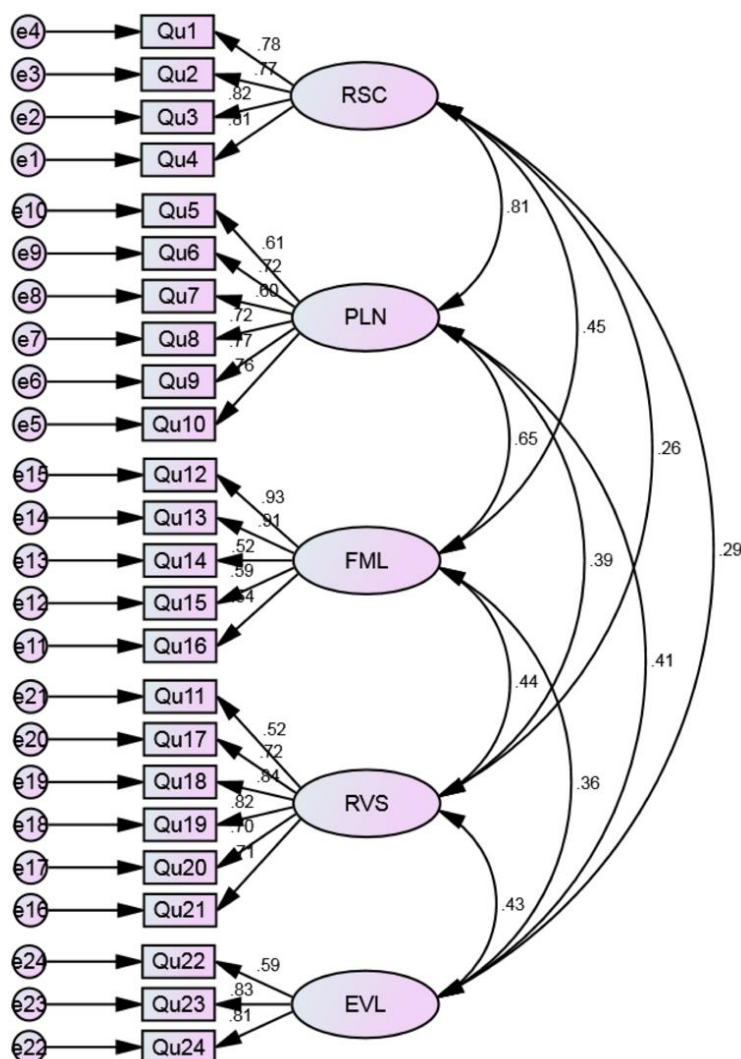 e4 Qu1 .78
e3 Qu2 .77 RSC
e2 Qu3 .82
e1 Qu4 .81
e10 Qu5 .81
e9 Qu6 .61
.72
e8 Qu7 .60 PLN .45
e7 Qu8 .72
.77
e6 Qu9 .76
e5 Qu10
.65 .26
e15 Qu12 .93
e14 Qu13 .91
e13 Qu14 .52 FML .39 .29
e12 Qu15 .59
e11 Qu16
.41
e21 Qu11 .44
e20 Qu17 .52
.72
e19 Qu18 .84 RVS .36
e18 Qu19 .82
.70
e17 Qu20 .71
e16 Qu21 .43
e24 Qu22 .59
e23 Qu23 .83 EVL
e22 Qu24 .81